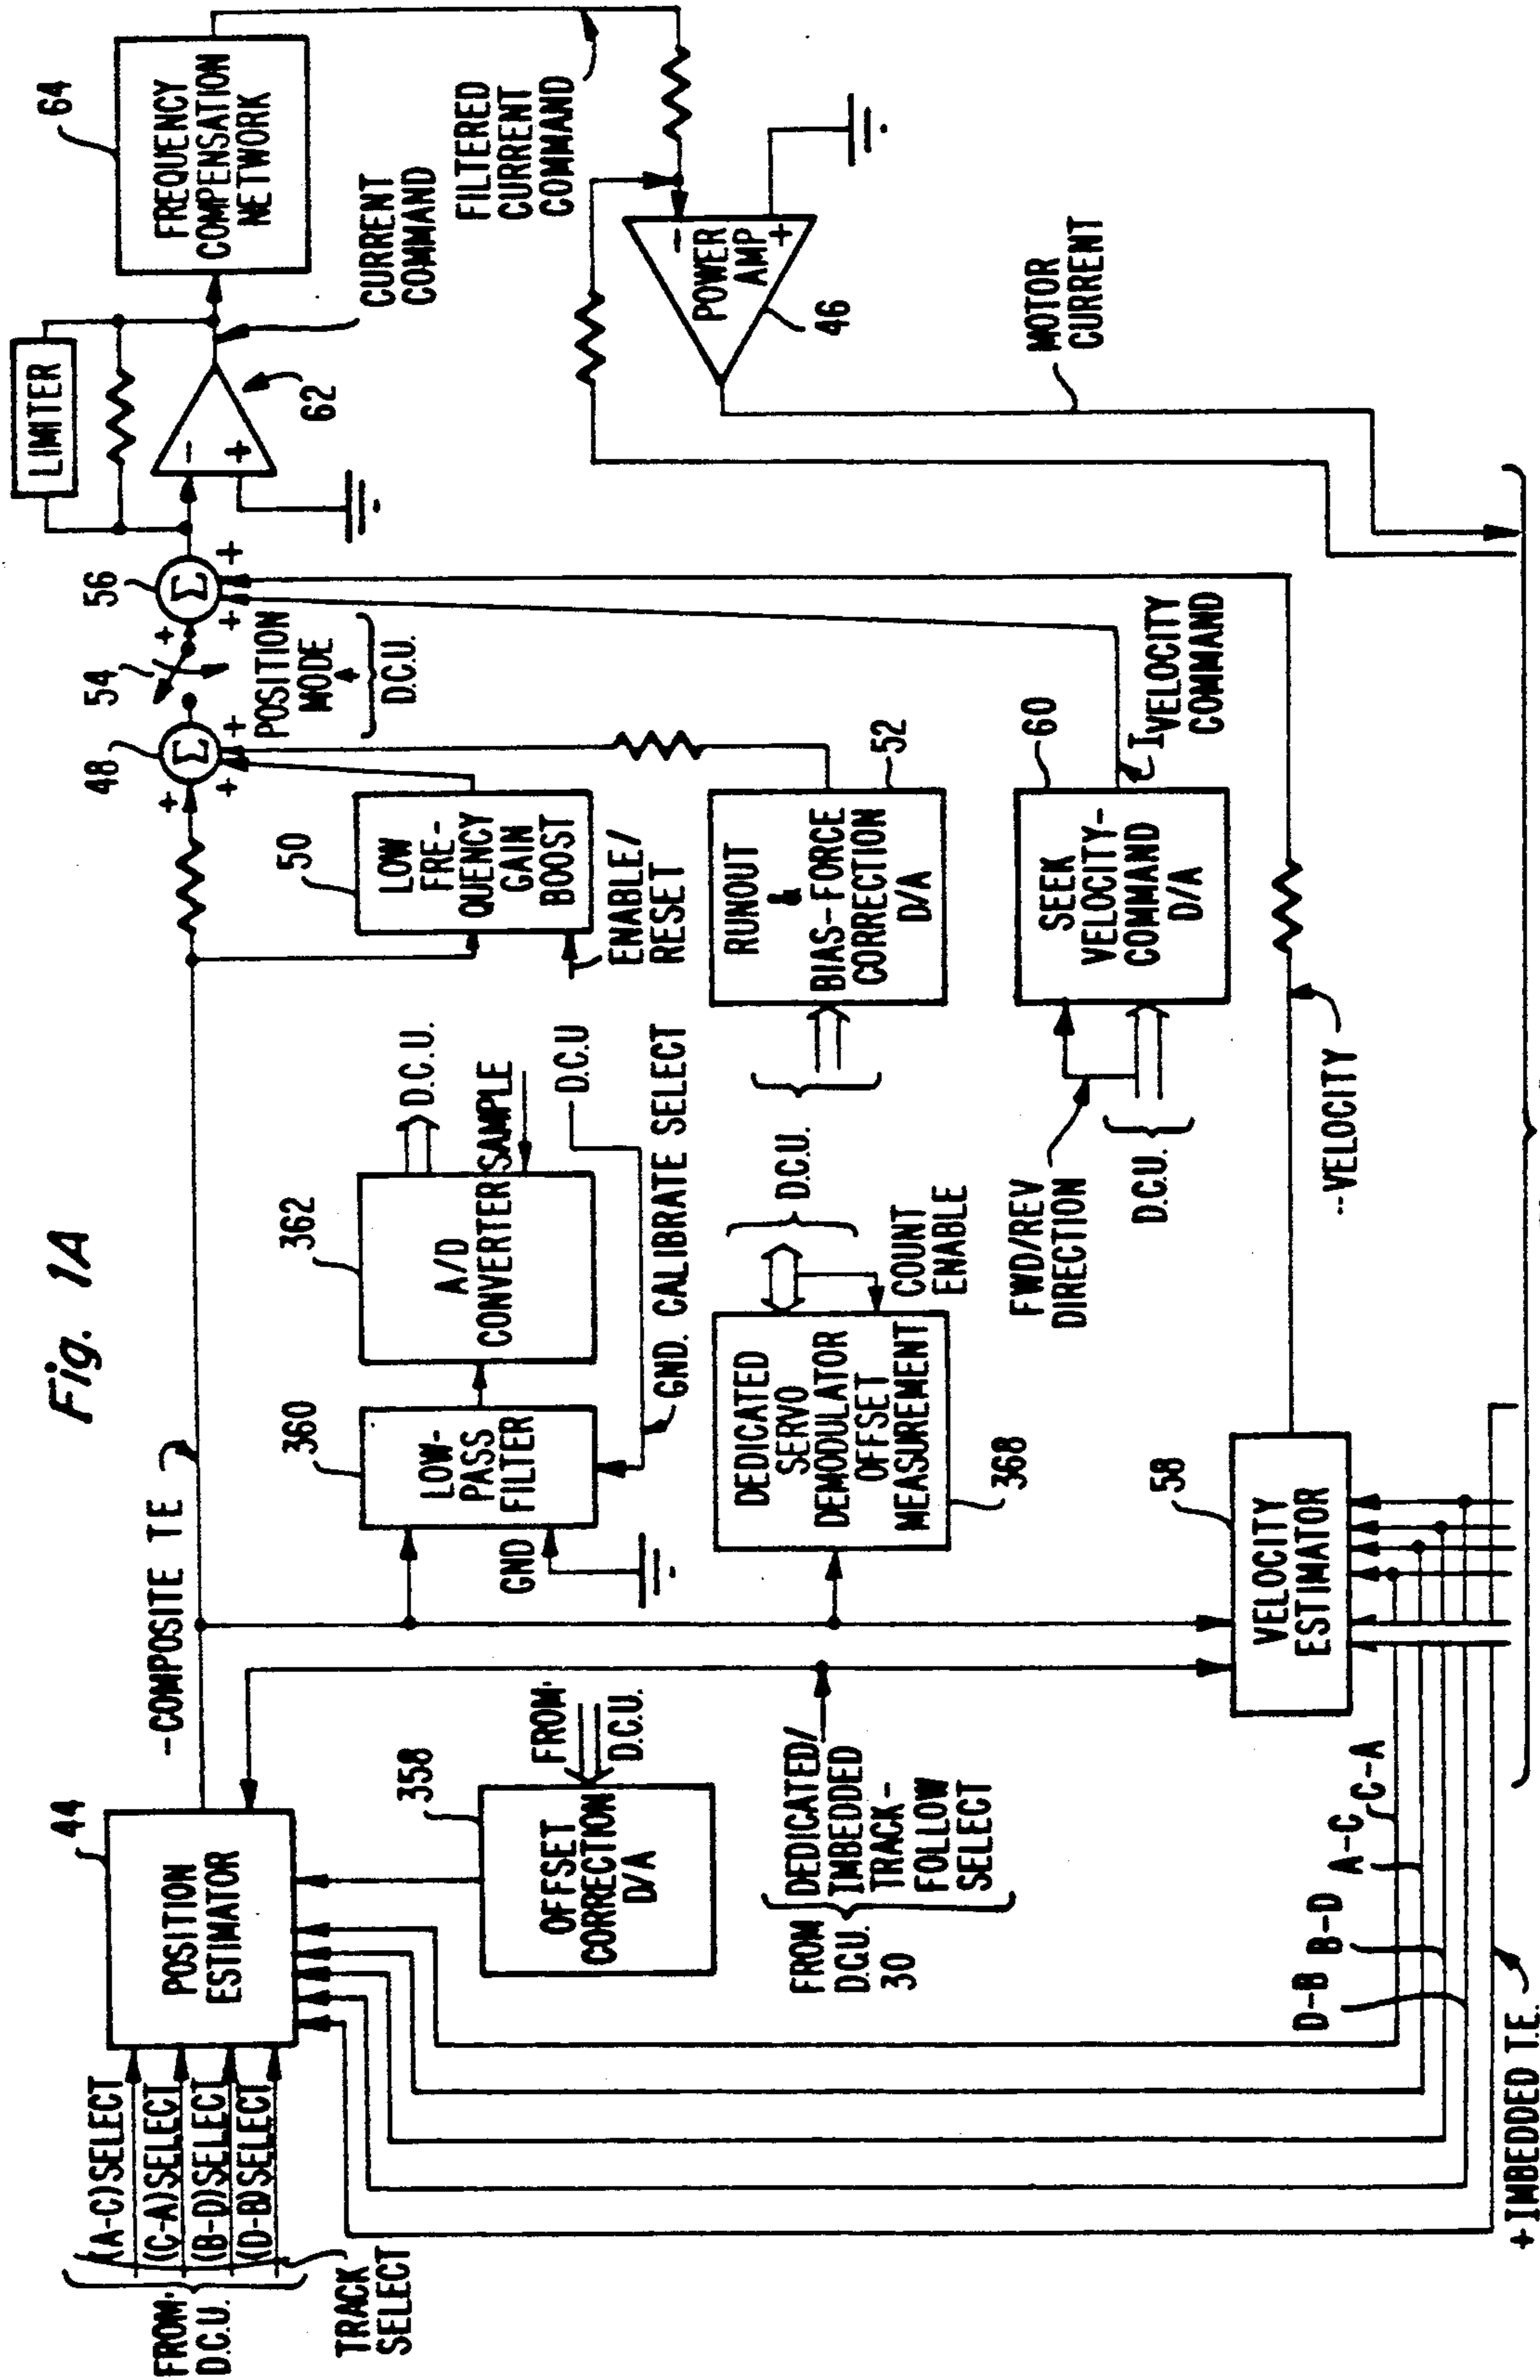 Fig. 1A
FROM
D.C.U.
(A-C)SELECT
(C-A)SELECT
(B-D)SELECT
(D-B)SELECT
TRACK
SELECT
44
POSITION
ESTIMATOR
-COMPOSITE TE
358
OFFSET
CORRECTION
D/A
FROM
D.C.U.
FROM
D.C.U.
30
DEDICATED/
IMBEDDED
TRACK-
FOLLOW
SELECT
360
LOW-
PASS
FILTER
GND
362
A/D
CONVERTER
SAMPLE
D.C.U.
D.C.U
GND. CALIBRATE SELECT
368
DEDICATED
SERVO
DEMODULATOR
OFFSET
MEASUREMENT
D.C.U.
COUNT
ENABLE
50
LOW
FRE-
QUENCY
GAIN
BOOST
ENABLE/
RESET
52
RUNOUT
&
BIAS-FORCE
CORRECTION
D/A
60
SEEK
VELOCITY-
COMMAND
D/A
FWD/REV
DIRECTION
D.C.U.
I VELOCITY
COMMAND
58
VELOCITY
ESTIMATOR
--VELOCITY
48
Σ
+
+
+
54
POSITION
MODE
D.C.U.
56
Σ
+
+
+
LIMITER
-
+
62
CURRENT
COMMAND
64
FREQUENCY
COMPENSATION
NETWORK
FILTERED
CURRENT
COMMAND
-
POWER
AMP
+
46
MOTOR
CURRENT
C-A
A-C
B-D
D-B
+IMBEDDED T.E.